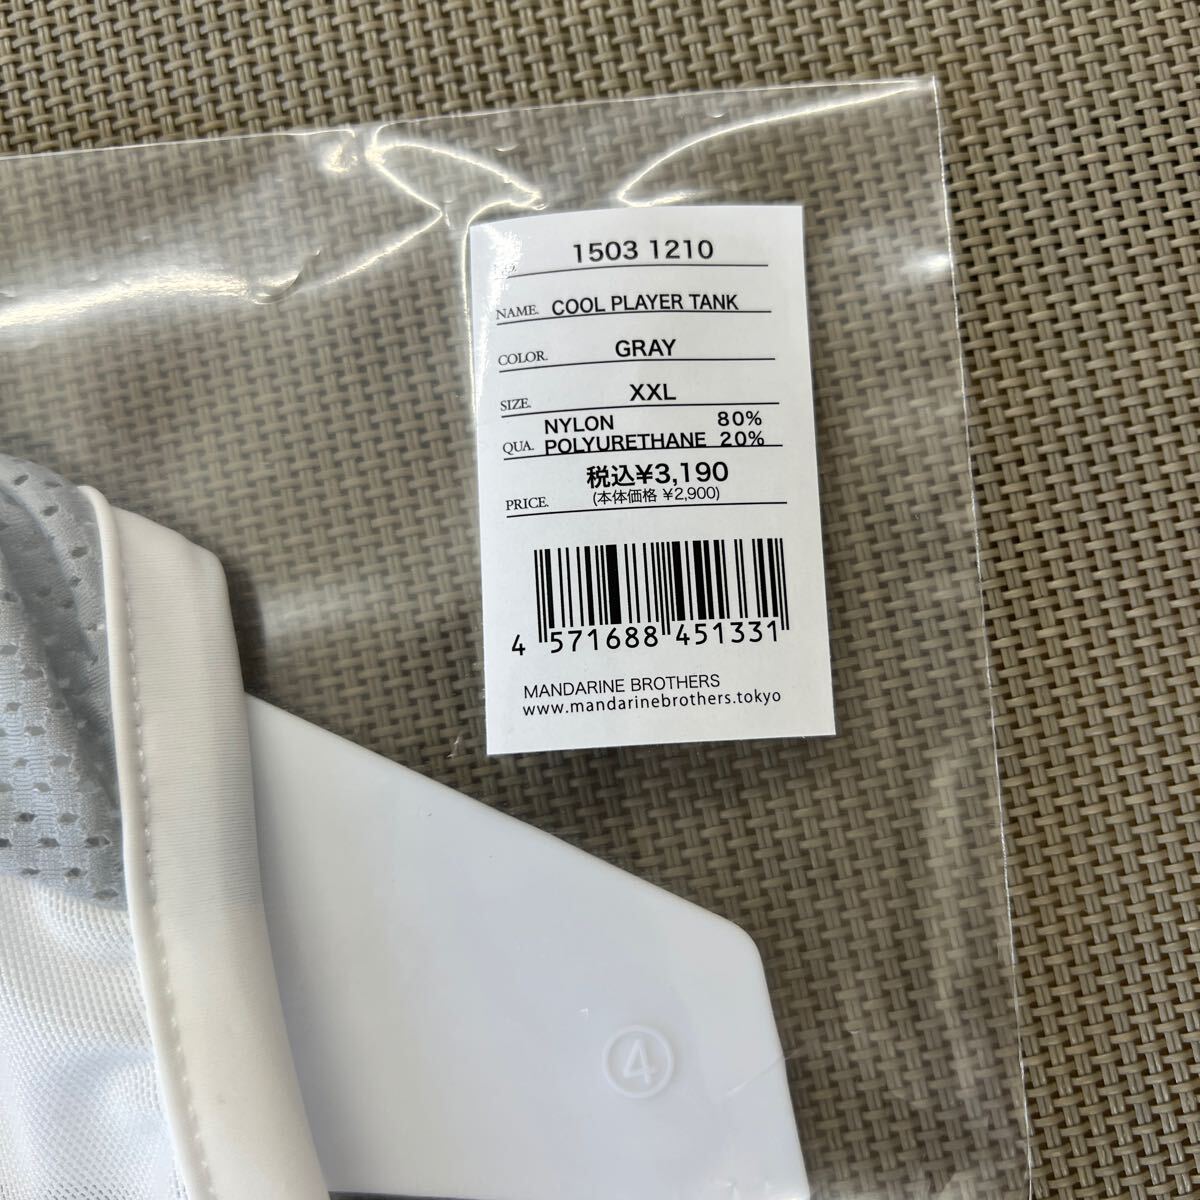 1503 1210
NAME. COOL PLAYER TANK
COLOR. GRAY
SIZE. XXL
NYLON 80%
QUA. POLYURETHANE 20%
税込¥3,190
PRICE. (本体価格 ¥2,900)
4 571688 451331
MANDARINE BROTHERS
www.mandarinebrothers.tokyo
4